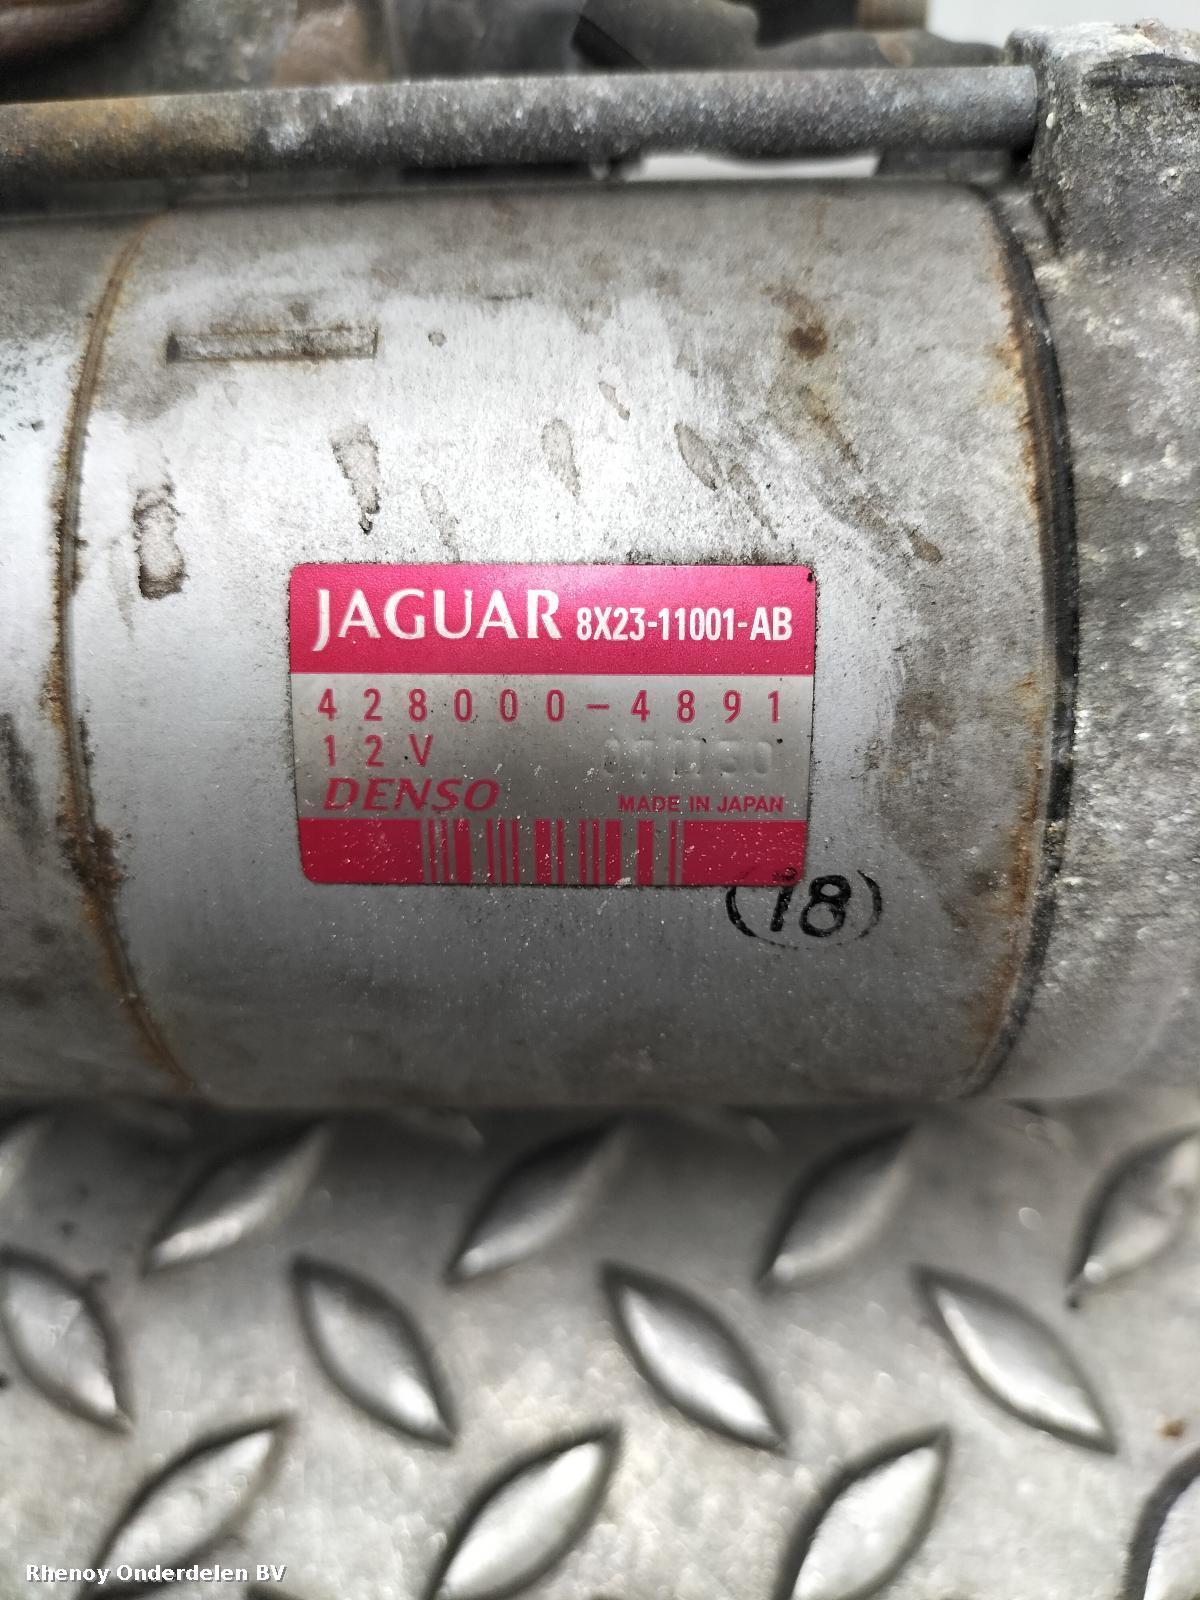 JAGUAR 8X23-11001-AB
428000-4891
12V
DENSO MADE IN JAPAN
(18)
Rhenoy Onderdelen BV